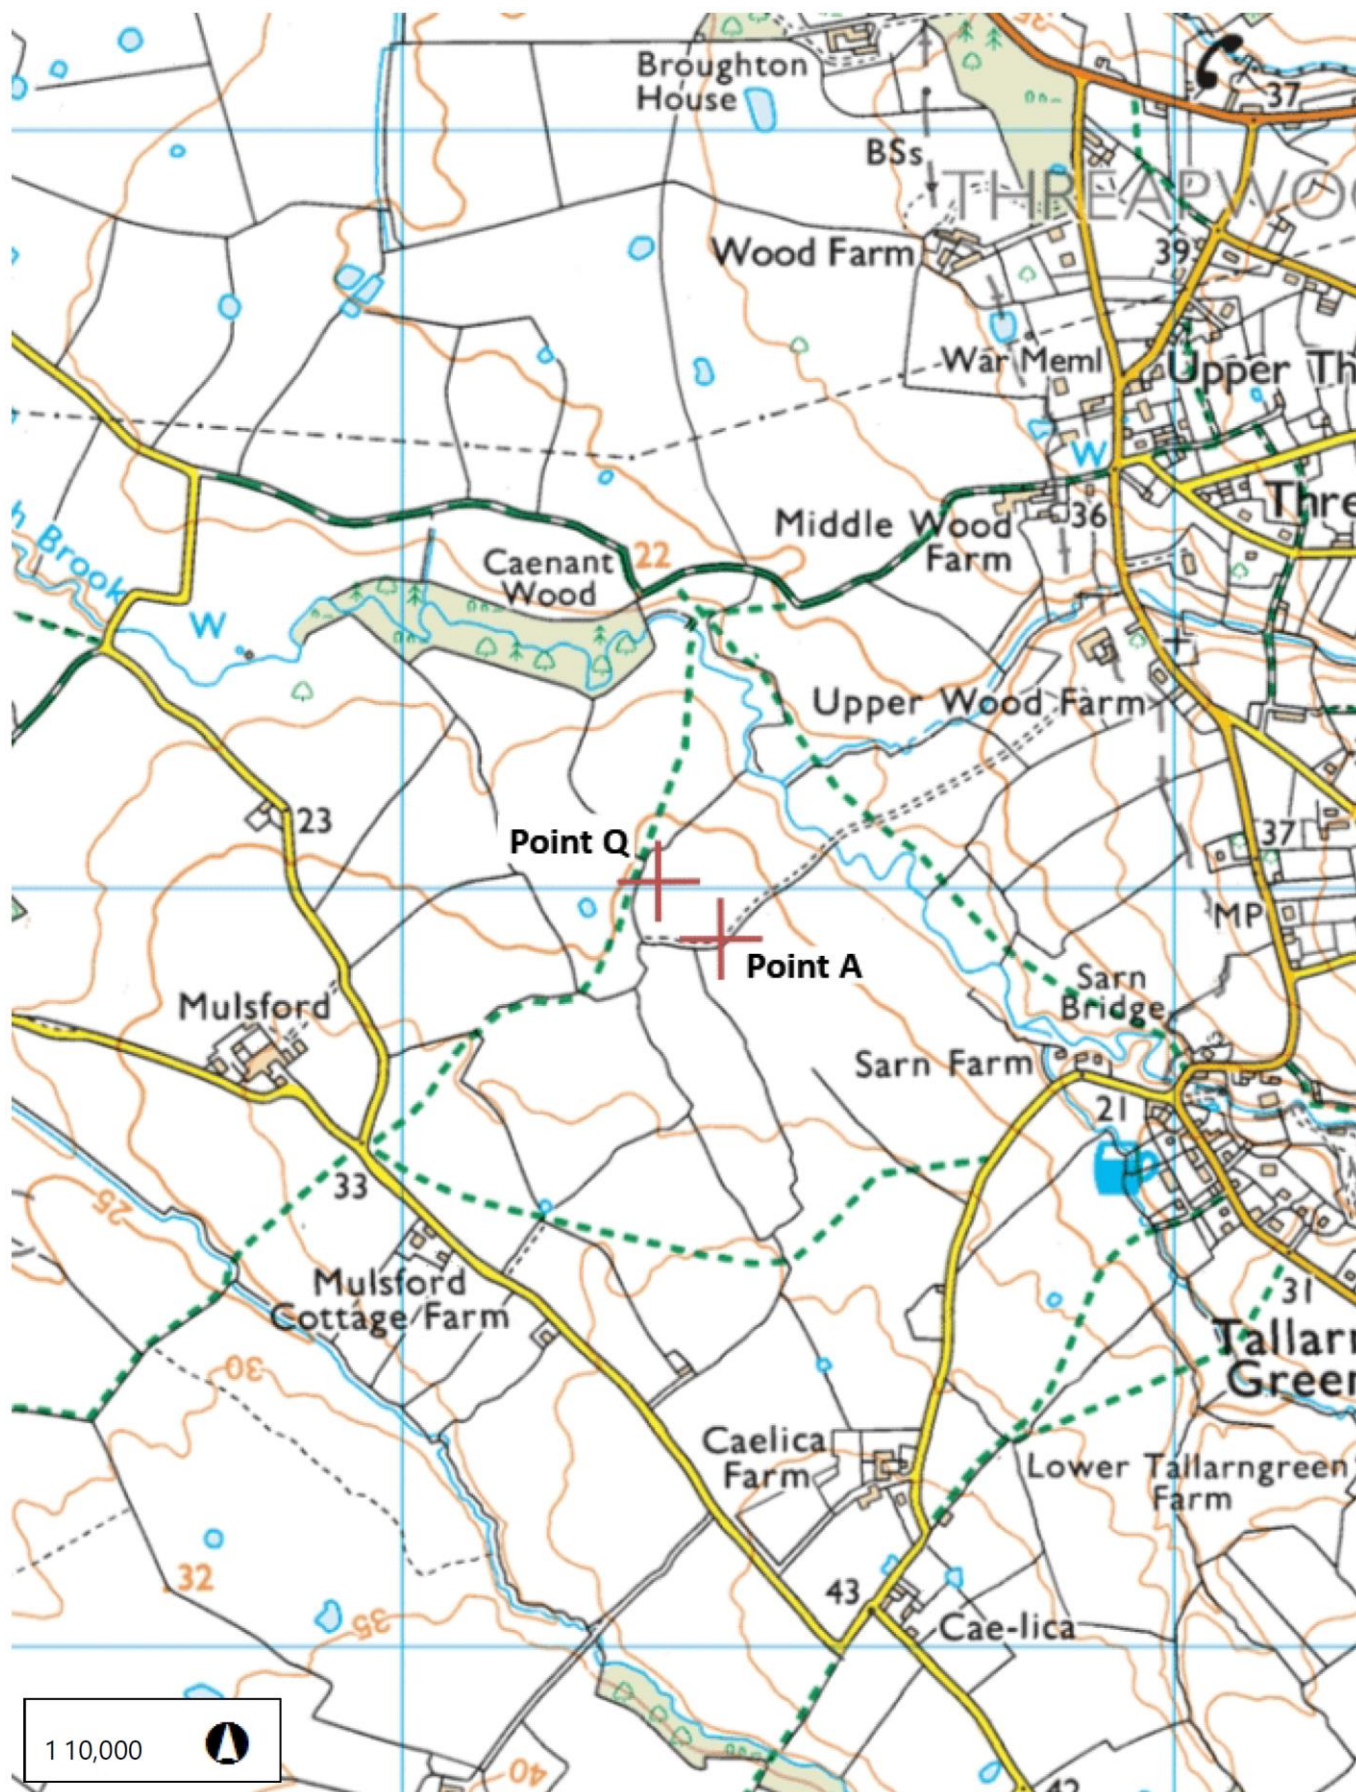 Broughton
House
37
BSs
THREAPWOO
Wood Farm
39
War Meml
Upper Th
W
Thre
Middle Wood
Farm
36
h Brook
Caenant
Wood
22
W
Upper Wood Farm
23
37
Point Q
MP
Point A
Sarn
Bridge
Mulsford
Sarn Farm
21
33
25
31
Mulsford
Cottage Farm
Tallarn
Green
30
Caelica
Farm
Lower Tallarngreen
Farm
32
43
35
Cae-lica
1 10,000
40
42